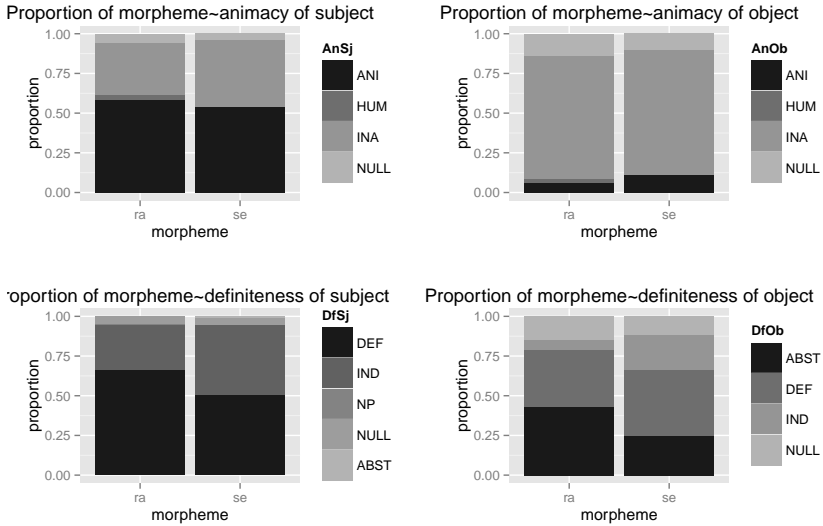 Proportion of morpheme~animacy of subject
1.00
0.75
0.50
0.25
0.00
proportion
ra
se
morpheme
AnSj
ANI
HUM
INA
NULL
Proportion of morpheme~animacy of object
1.00
0.75
0.50
0.25
0.00
proportion
ra
se
morpheme
AnOb
ANI
HUM
INA
NULL
roportion of morpheme~definiteness of subject
1.00
0.75
0.50
0.25
0.00
proportion
ra
se
morpheme
DfSj
DEF
IND
NP
NULL
ABST
Proportion of morpheme~definiteness of object
1.00
0.75
0.50
0.25
0.00
proportion
ra
se
morpheme
DfOb
ABST
DEF
IND
NULL